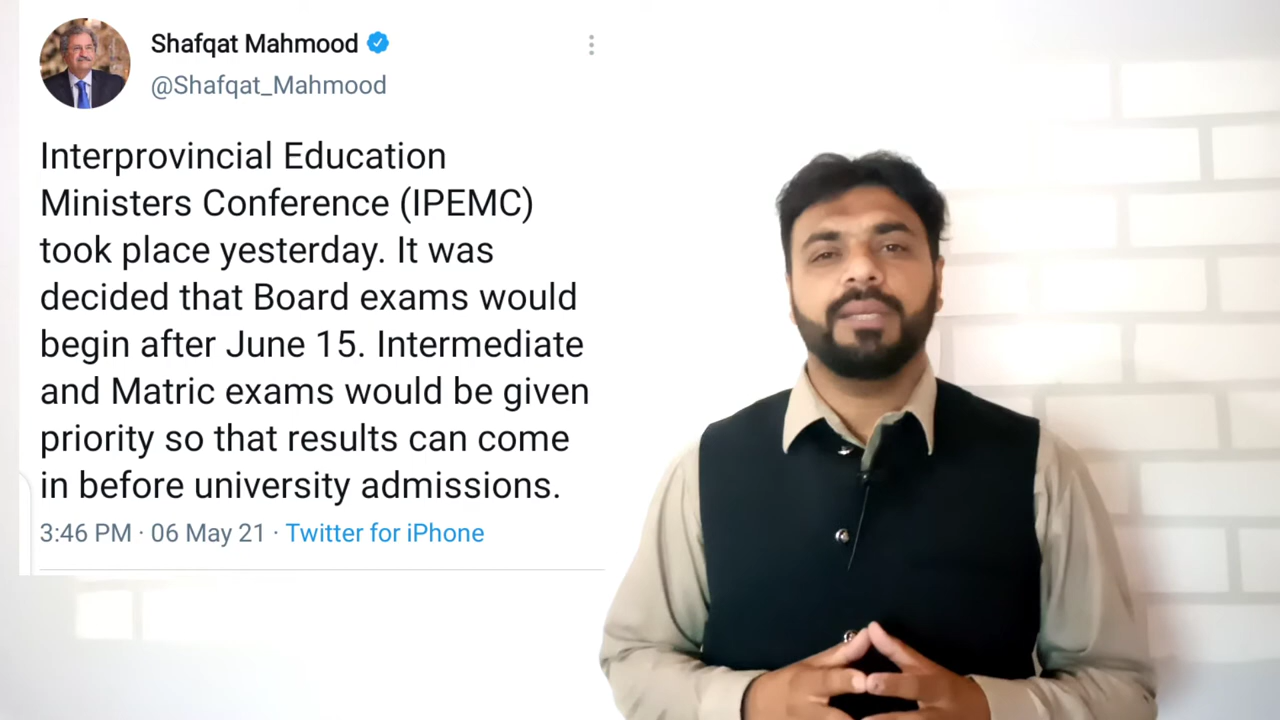 Shafqat Mahmood
@Shafqat_Mahmood
Interprovincial Education
Ministers Conference (IPEMC)
took place yesterday. It was
decided that Board exams would
begin after June 15. Intermediate
and Matric exams would be given
priority so that results can come
in before university admissions.
3:46 PM · 06 May 21 · Twitter for iPhone